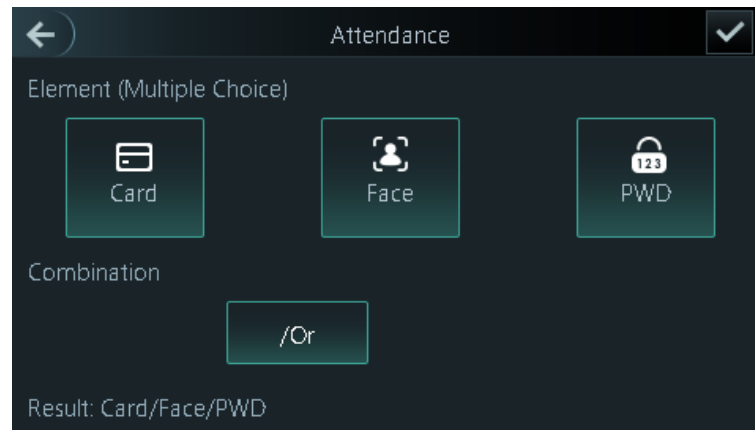 Attendance
Element (Multiple Choice)
123
Card Face PWD
Combination
/Or
Result: Card/Face/PWD